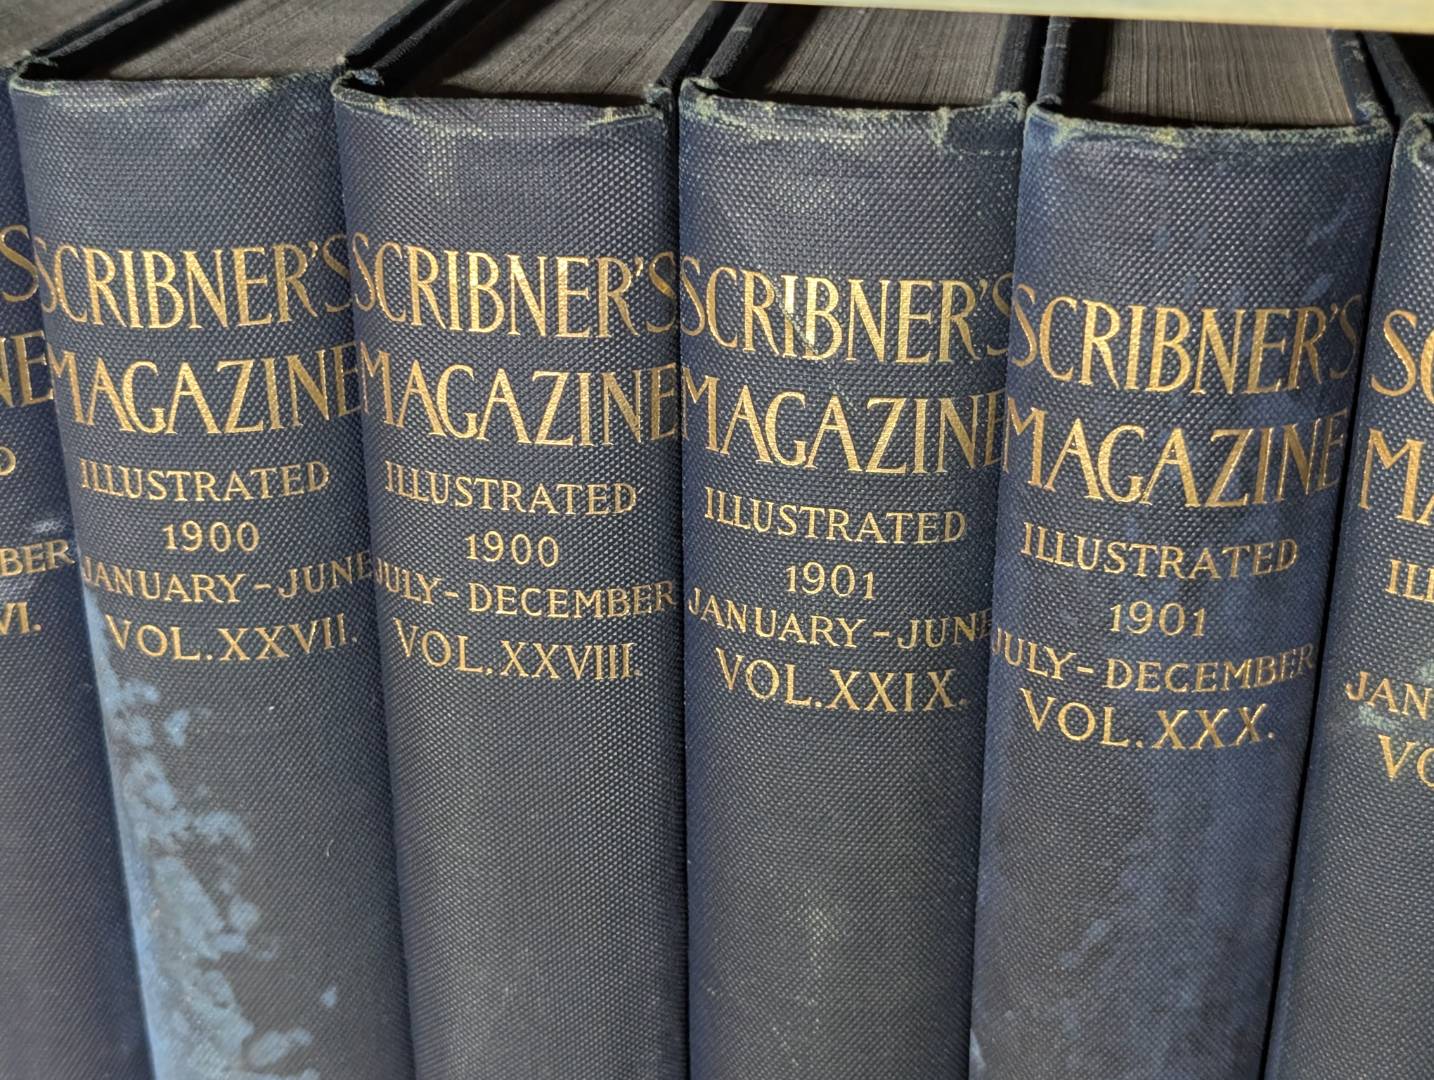 SCRIBNER'S
MAGAZINE
ILLUSTRATED
1900
JANUARY-JUNE
VOL.XXVII.
SCRIBNER'S
MAGAZINE
ILLUSTRATED
1900
JULY-DECEMBER
VOL.XXVIII.
SCRIBNER'S
MAGAZINE
ILLUSTRATED
1901
JANUARY-JUNE
VOL.XXIX.
SCRIBNER'S
MAGAZINE
ILLUSTRATED
1901
JULY-DECEMBER
VOL.XXX.